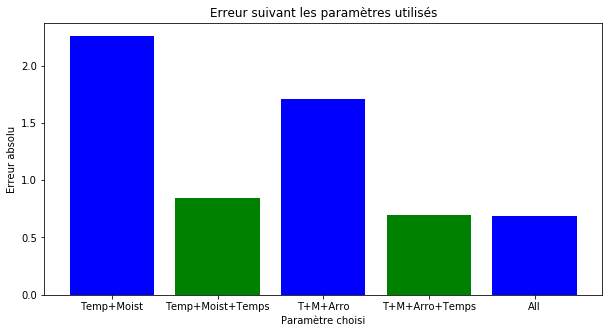 Erreur suivant les paramètres utilisés
Erreur absolu
2.0
1.5
1.0
0.5
0.0
Temp+Moist
Temp+Moist+Temps
T+M+Arro
T+M+Arro+Temps
All
Paramètre choisi